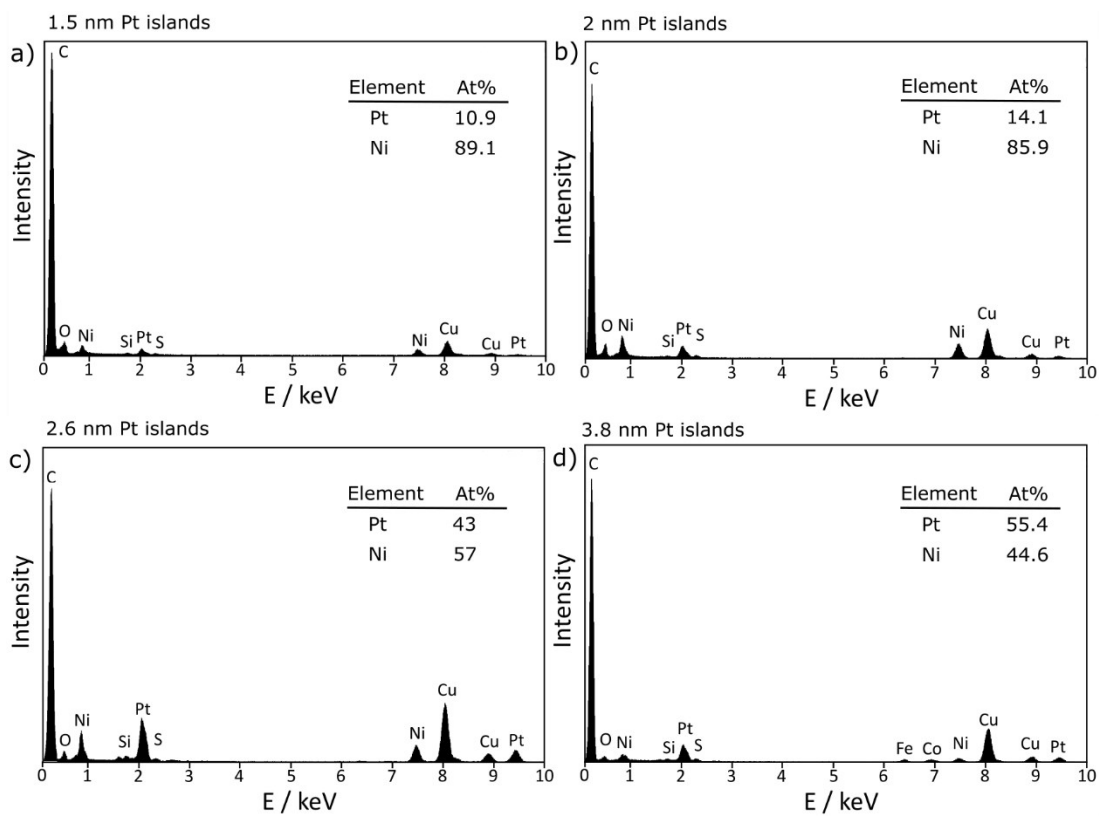 1.5 nm Pt islands
a)
C
Element At%
Pt 10.9
Ni 89.1
Intensity
O Ni Si Pt S Ni Cu Cu Pt
0 1 2 3 4 5 6 7 8 9 10
E / keV
2 nm Pt islands
b)
C
Element At%
Pt 14.1
Ni 85.9
Intensity
O Ni Si Pt S Ni Cu Cu Pt
0 1 2 3 4 5 6 7 8 9 10
E / keV
2.6 nm Pt islands
c)
C
Element At%
Pt 43
Ni 57
Intensity
O Ni Si Pt S Ni Cu Cu Pt
0 1 2 3 4 5 6 7 8 9 10
E / keV
3.8 nm Pt islands
d)
C
Element At%
Pt 55.4
Ni 44.6
Intensity
O Ni Si Pt S Fe Co Ni Cu Cu Pt
0 1 2 3 4 5 6 7 8 9 10
E / keV